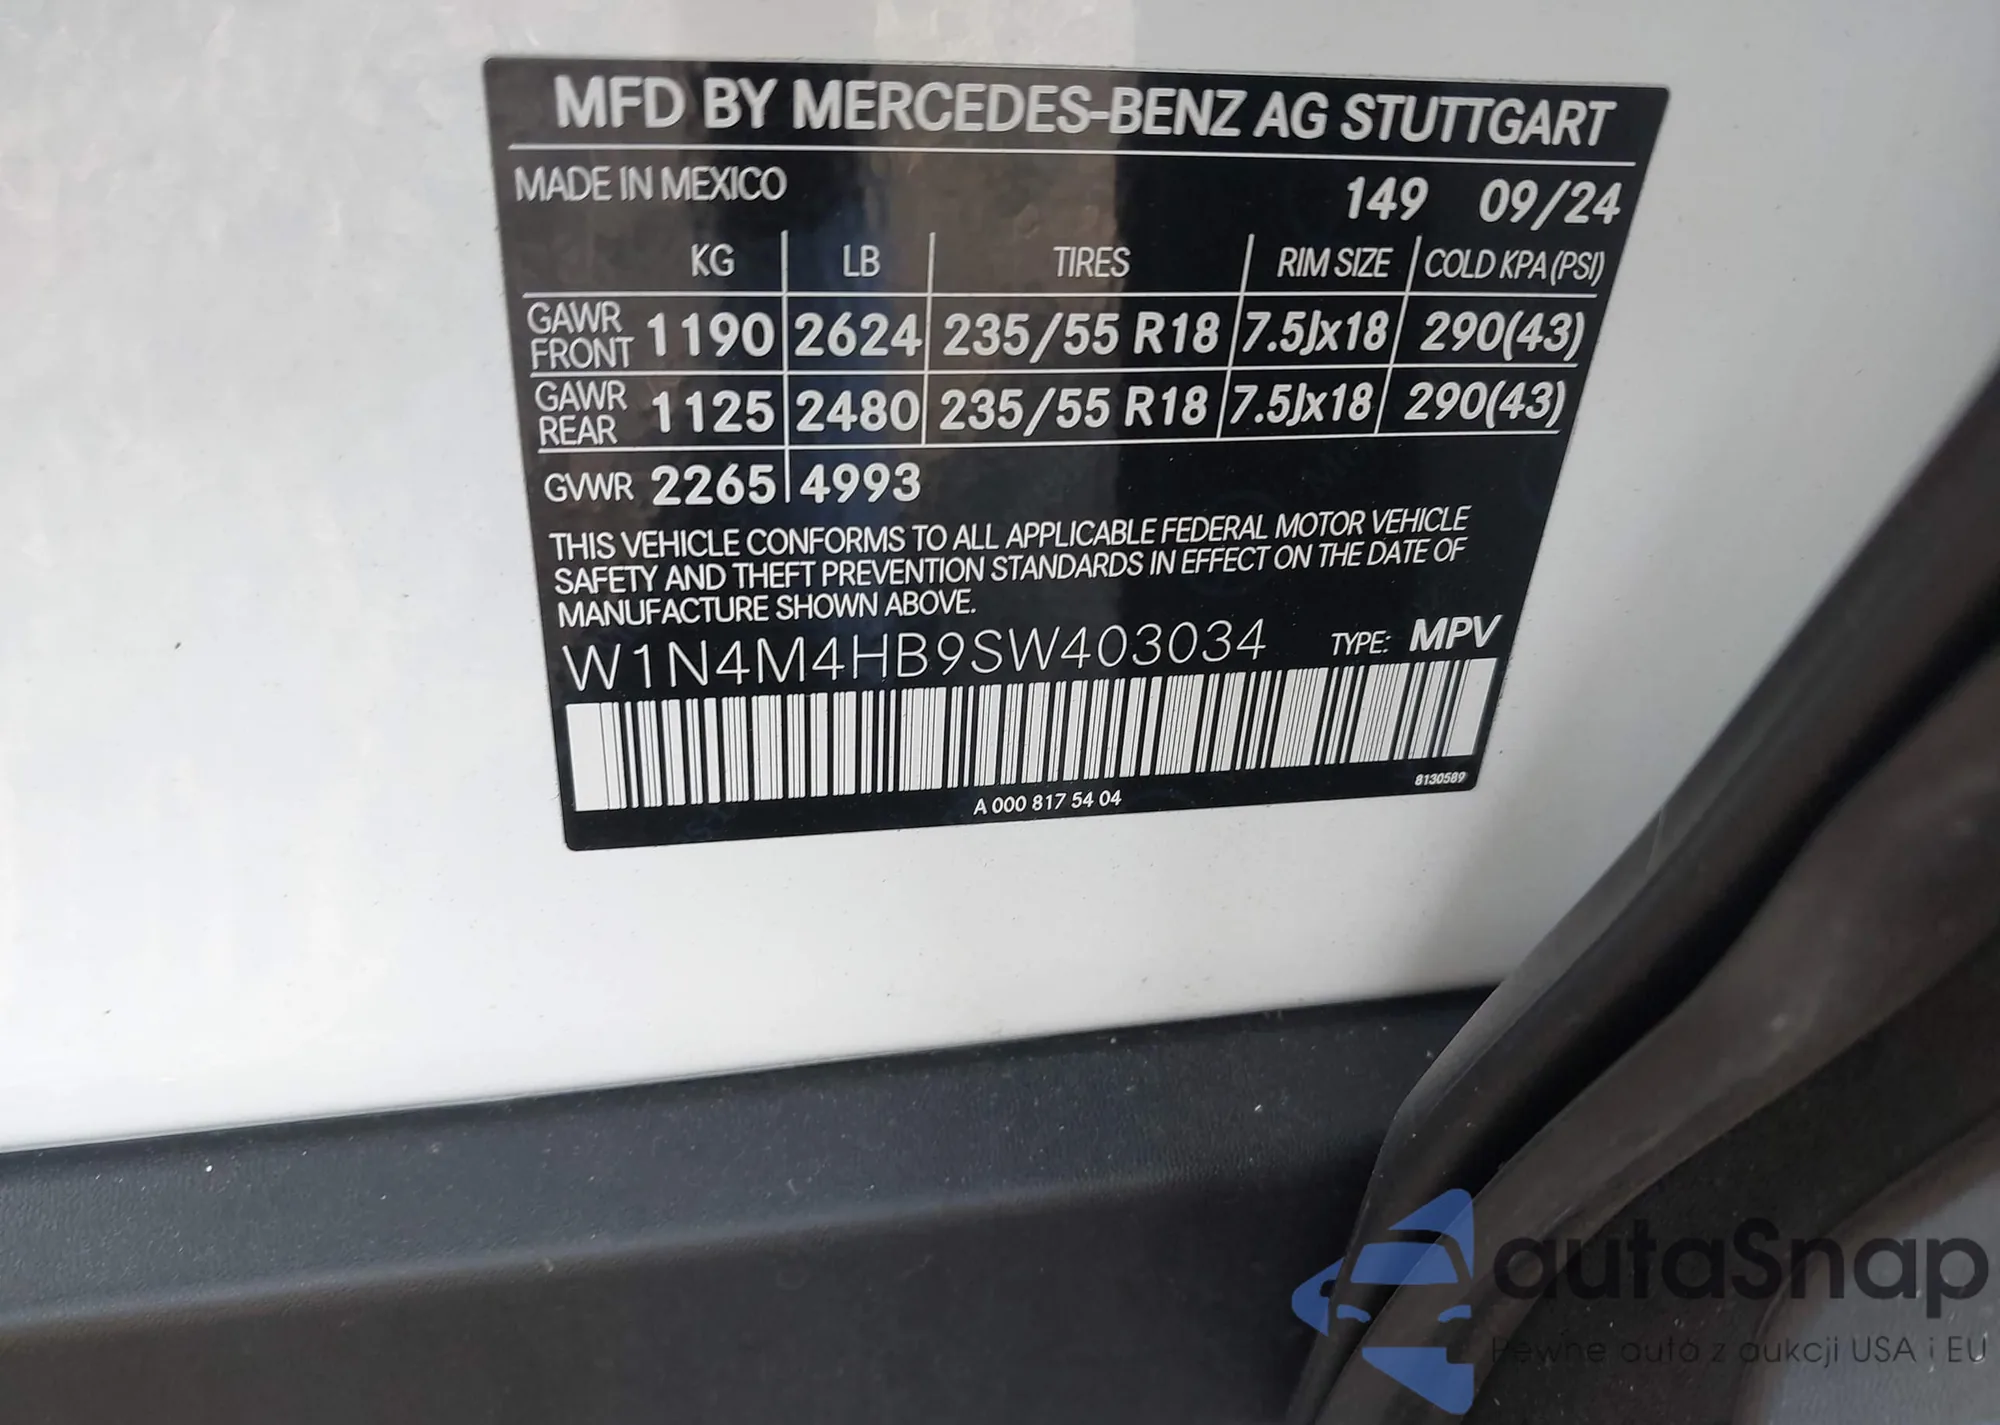 MFD BY MERCEDES-BENZ AG STUTTGART
MADE IN MEXICO 149 09/24
KG LB TIRES RIM SIZE COLD KPA (PSI)
GAWR FRONT 1190 2624 235/55 R18 7.5Jx18 290(43)
GAWR REAR 1125 2480 235/55 R18 7.5Jx18 290(43)
GVWR 2265 4993
THIS VEHICLE CONFORMS TO ALL APPLICABLE FEDERAL MOTOR VEHICLE
SAFETY AND THEFT PREVENTION STANDARDS IN EFFECT ON THE DATE OF
MANUFACTURE SHOWN ABOVE.
W1N4M4HB9SW403034 TYPE: MPV
8130589
A 000 817 54 04
autaSnap
Pewne auta z aukcji USA i EU